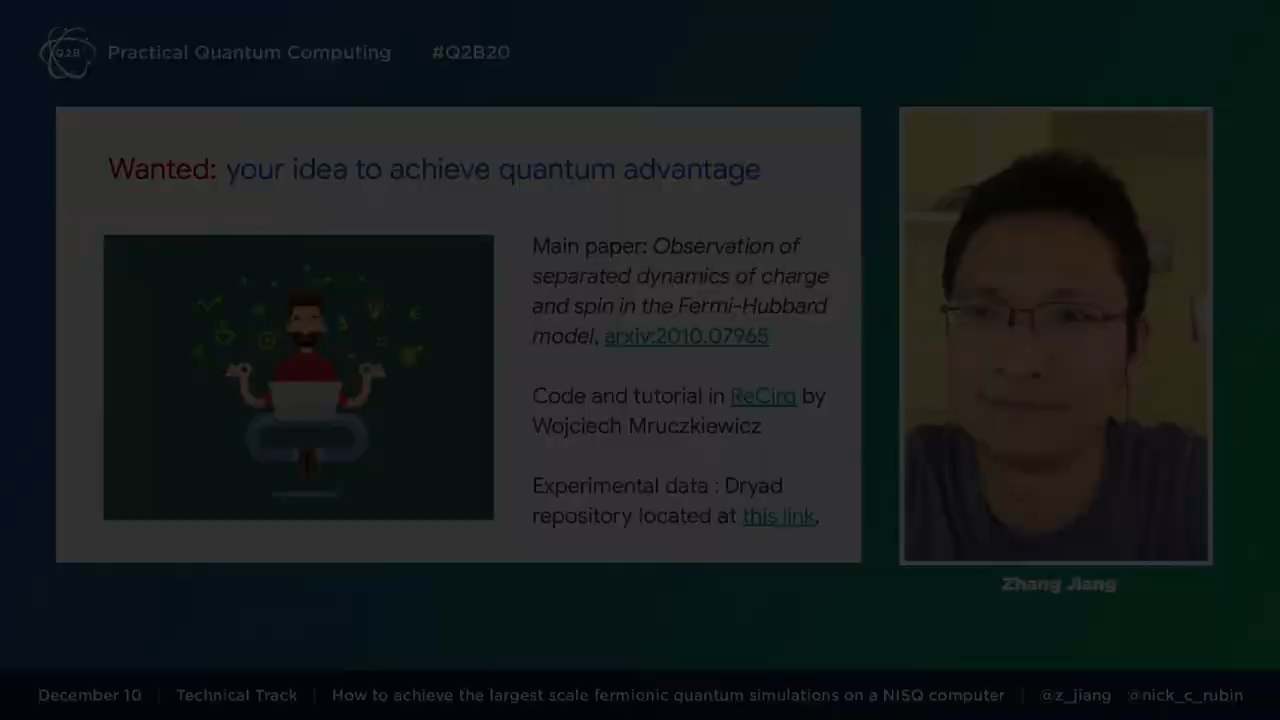 Q2B Practical Quantum Computing #Q2B20
Wanted: your idea to achieve quantum advantage
Main paper: Observation of
separated dynamics of charge
and spin in the Fermi-Hubbard
model, arxiv:2010.07965
Code and tutorial in ReCirq by
Wojciech Mruczkiewicz
Experimental data : Dryad
repository located at this link.
Zhang Jiang
December 10 | Technical Track | How to achieve the largest scale fermionic quantum simulations on a NISQ computer | @z_jiang @nick_c_rubin